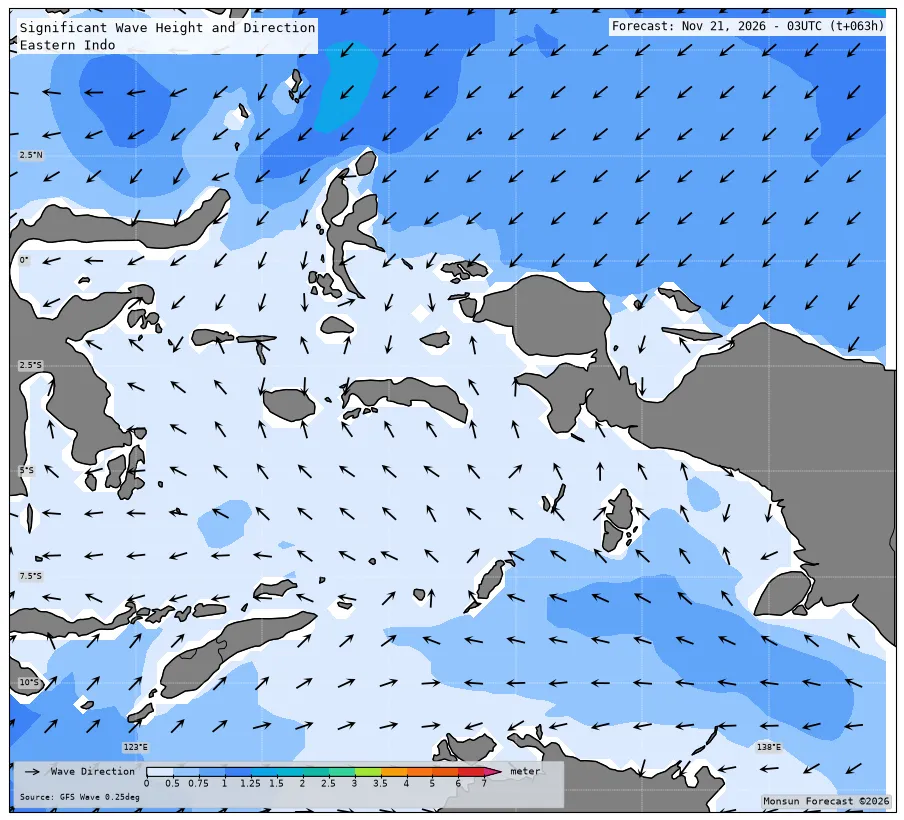 Significant Wave Height and Direction
Eastern Indo
Forecast: Nov 21, 2026 - 03UTC (t+063h)
2.5°N
0°
2.5°S
5°S
7.5°S
10°S
123°E
138°E
Wave Direction
0 0.5 0.75 1 1.25 1.5 2 2.5 3 3.5 4 5 6 7
meter
Source: GFS Wave 0.25deg
Monsun Forecast ©2026